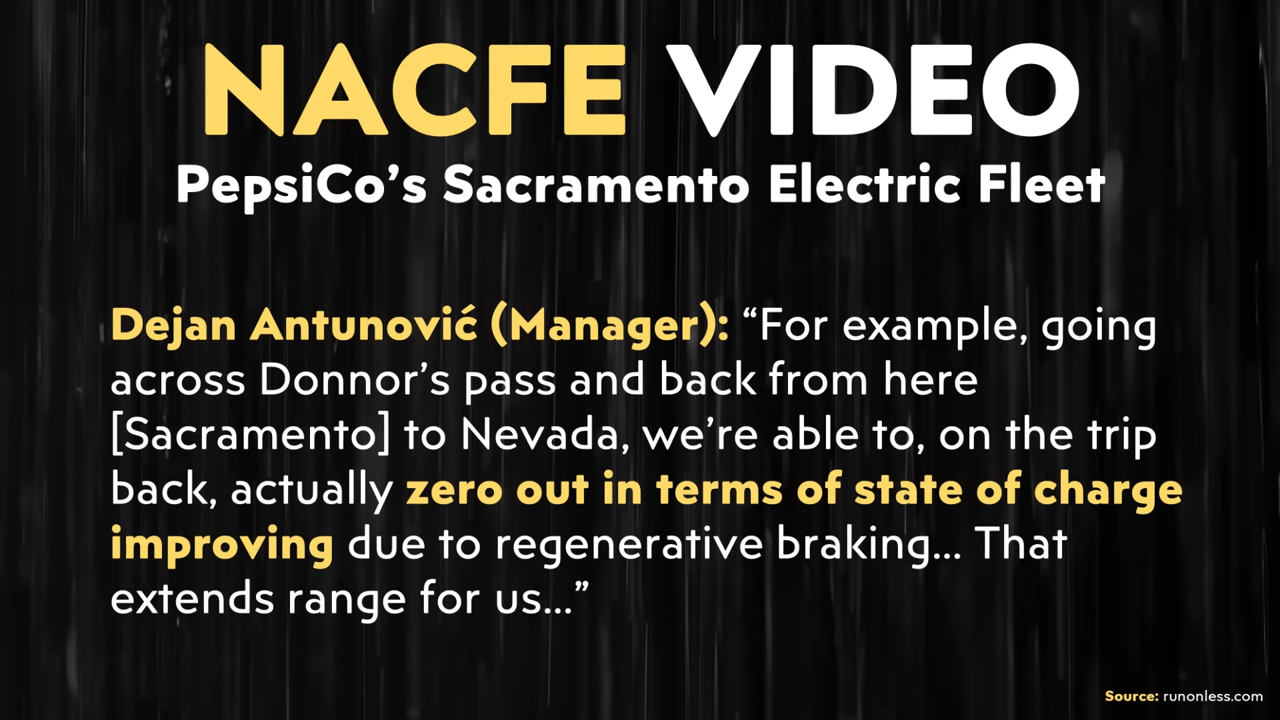 NACFE VIDEO
PepsiCo’s Sacramento Electric Fleet
Dejan Antunović (Manager): “For example, going
across Donnor’s pass and back from here
[Sacramento] to Nevada, we’re able to, on the trip
back, actually zero out in terms of state of charge
improving due to regenerative braking... That
extends range for us...”
Source: runonless.com